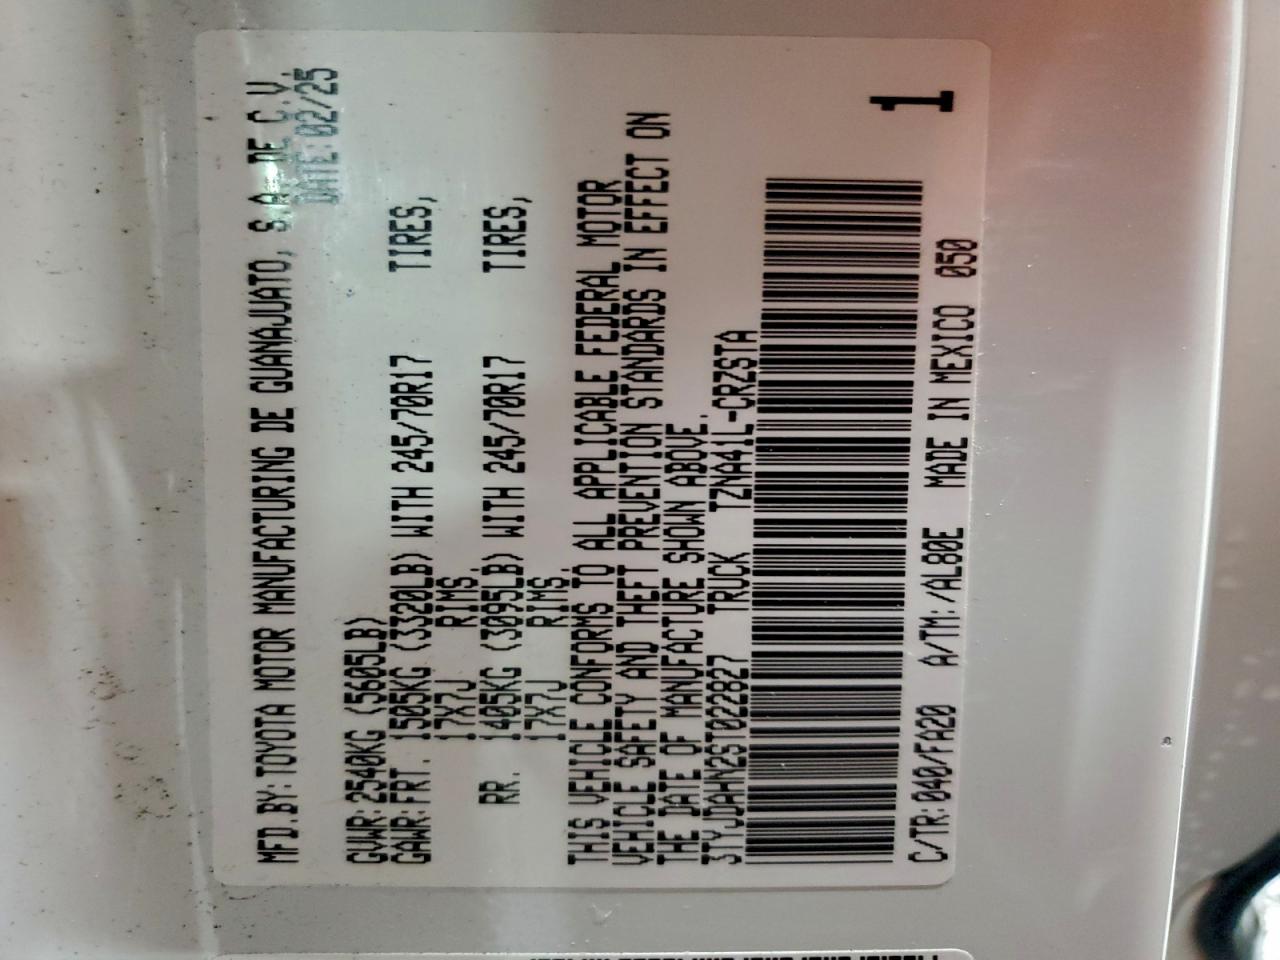 MFD.BY:TOYOTA MOTOR MANUFACTURING DE GUANAJUATO, S.A. DE C.V.
DATE:02/25
GVWR:2540KG (5605LB)
GAWR:FRT. 1505KG (3320LB) WITH 245/70R17 TIRES,
17X7J RIMS,
RR. 1405KG (3095LB) WITH 245/70R17 TIRES,
17X7J RIMS,
THIS VEHICLE CONFORMS TO ALL APPLICABLE FEDERAL MOTOR
VEHICLE SAFETY AND THEFT PREVENTION STANDARDS IN EFFECT ON
THE DATE OF MANUFACTURE SHOWN ABOVE.
3TYJDAHN2ST022827 TRUCK TZNA41L-CRZSTA
C/TR:040/FA20 A/TM:/AL80E MADE IN MEXICO 050
1